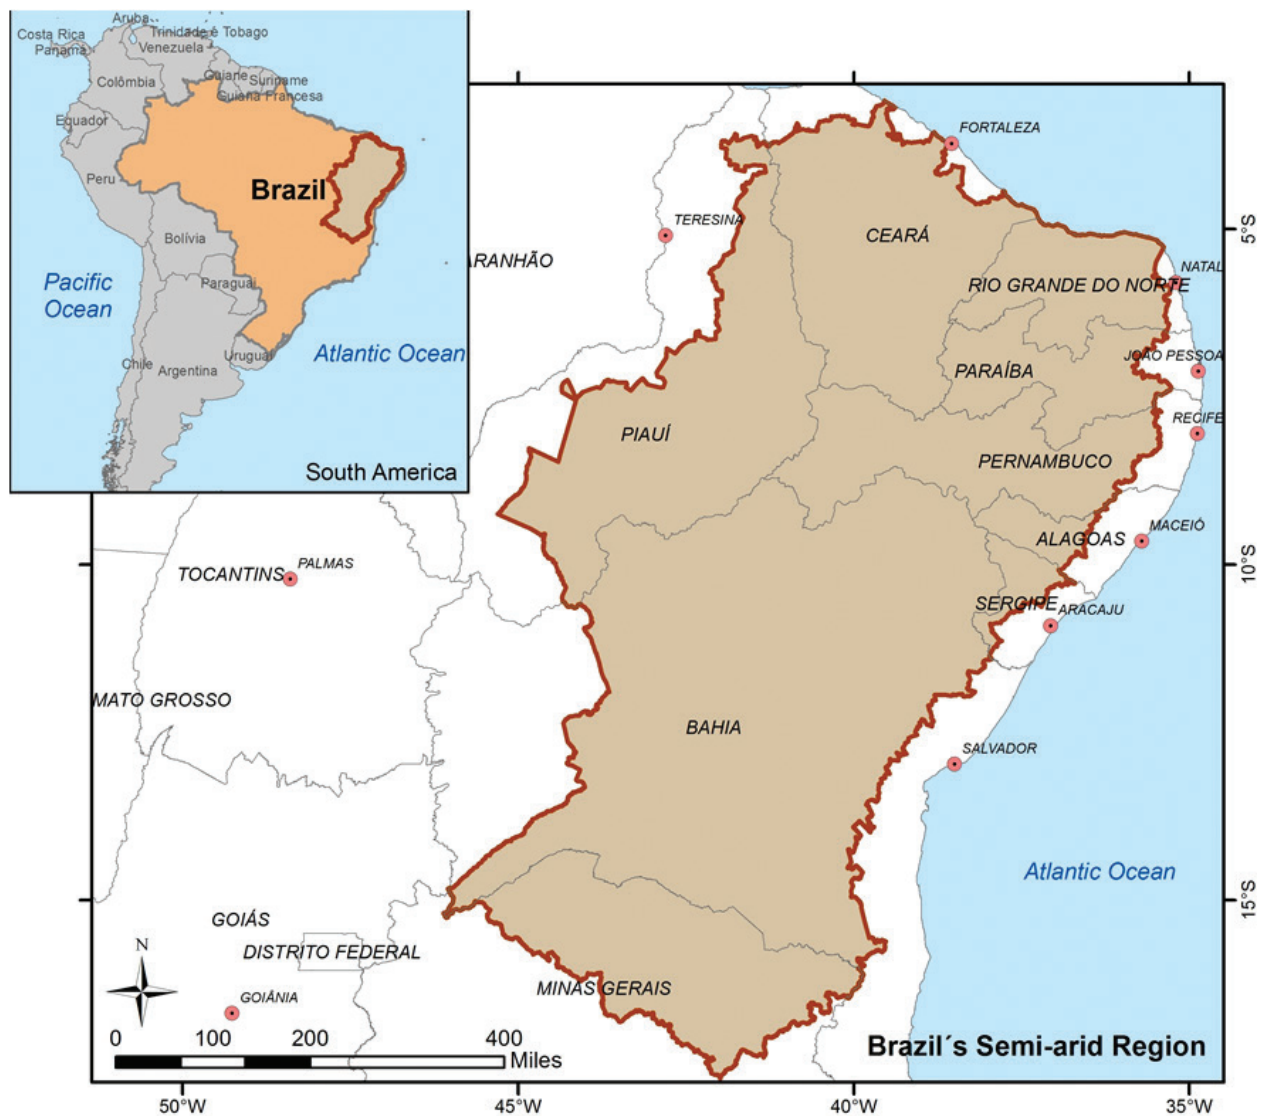 Aruba
Costa Rica
Trinidade é Tobago
Panamá
Venezuela
Guiane
Suriname
Colômbia
Guiana Francesa
Equador
Peru
Brazil
Bolívia
Pacific
Ocean
Paraguai
Chile
Argentina
Uruguai
Atlantic Ocean
South America
FORTALEZA
TERESINA
CEARÁ
5°S
ARANHÃO
NATAL
RIO GRANDE DO NORTE
JOÃO PESSOA
PARAÍBA
RECIFE
PIAUÍ
PERNAMBUCO
MACEIÓ
ALAGOAS
PALMAS
TOCANTINS
10°S
SERGIPE
ARACAJU
MATO GROSSO
BAHIA
SALVADOR
Atlantic Ocean
15°S
GOIÁS
DISTRITO FEDERAL
N
MINAS GERAIS
GOIÂNIA
0 100 200 400
Miles
Brazil´s Semi-arid Region
50°W 45°W 40°W 35°W